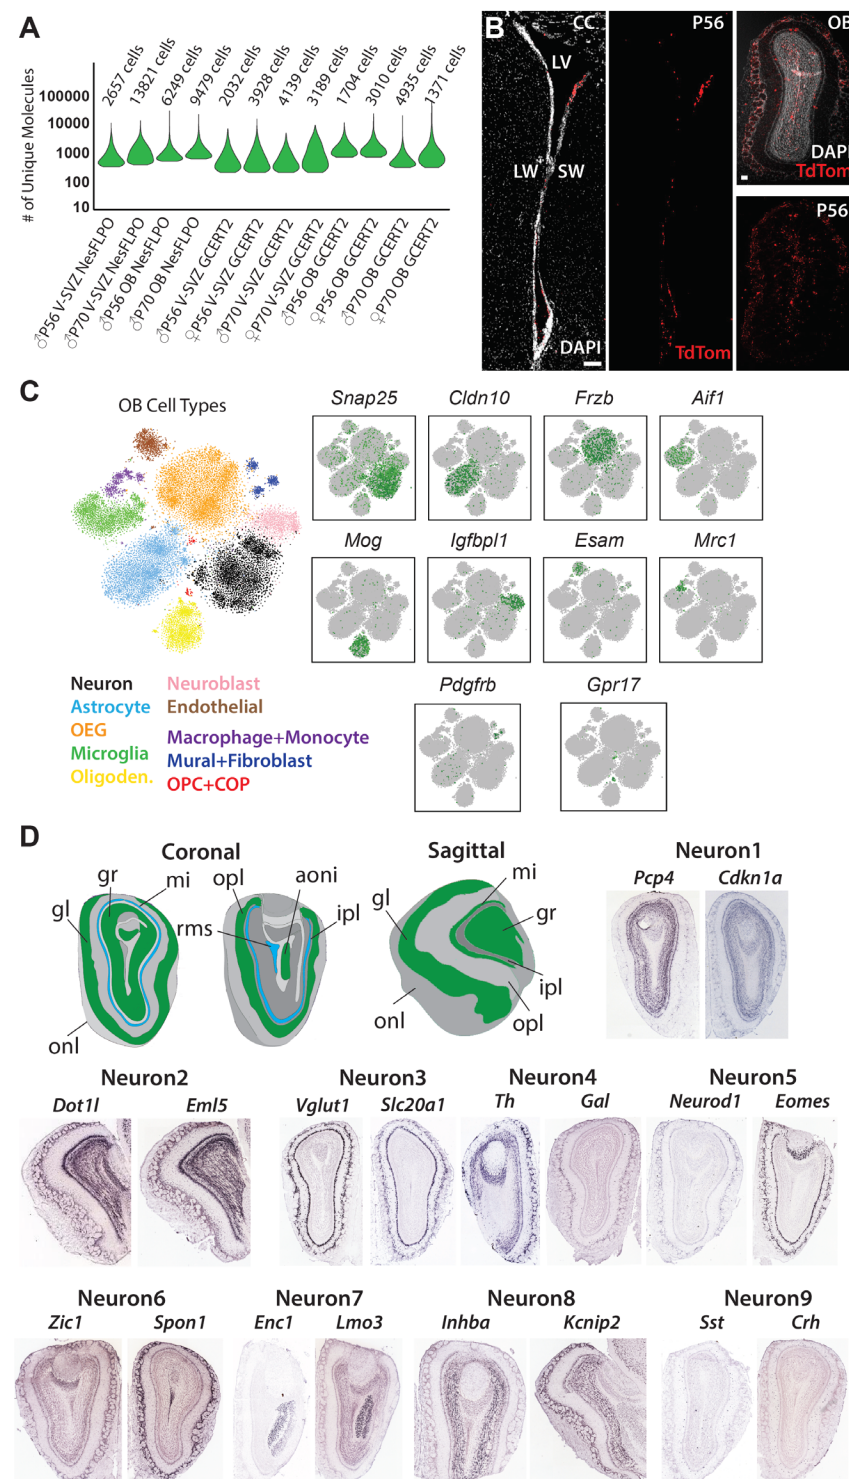 A
2657 cells
13821 cells
6249 cells
9479 cells
2032 cells
3928 cells
4139 cells
3189 cells
1704 cells
3010 cells
4935 cells
1371 cells
# of Unique Molecules
100000
10000
1000
100
10
♂P56 V-SVZ NesFLPO
♂P70 V-SVZ NesFLPO
♂P56 OB NesFLPO
♂P70 OB NesFLPO
♂P56 V-SVZ GCERT2
♀P56 V-SVZ GCERT2
♂P70 V-SVZ GCERT2
♀P70 V-SVZ GCERT2
♂P56 OB GCERT2
♀P56 OB GCERT2
♂P70 OB GCERT2
♀P70 OB GCERT2
B
CC
LV
LW
SW
DAPI
P56
TdTom
OB
DAPI
TdTom
P56
C
OB Cell Types
Neuron
Astrocyte
OEG
Microglia
Oligoden.
Neuroblast
Endothelial
Macrophage+Monocyte
Mural+Fibroblast
OPC+COP
Snap25 Cldn10 Frzb Aif1
Mog Igfbpl1 Esam Mrc1
Pdgfrb Gpr17
D
Coronal
gr
mi
gl
onl
opl
aoni
rms
ipl
Sagittal
mi
gl
gr
ipl
onl
opl
Neuron1
Pcp4 Cdkn1a
Neuron2 Neuron3 Neuron4 Neuron5
Dot1l Eml5 Vglut1 Slc20a1 Th Gal Neurod1 Eomes
Neuron6 Neuron7 Neuron8 Neuron9
Zic1 Spon1 Enc1 Lmo3 Inhba Kcnip2 Sst Crh